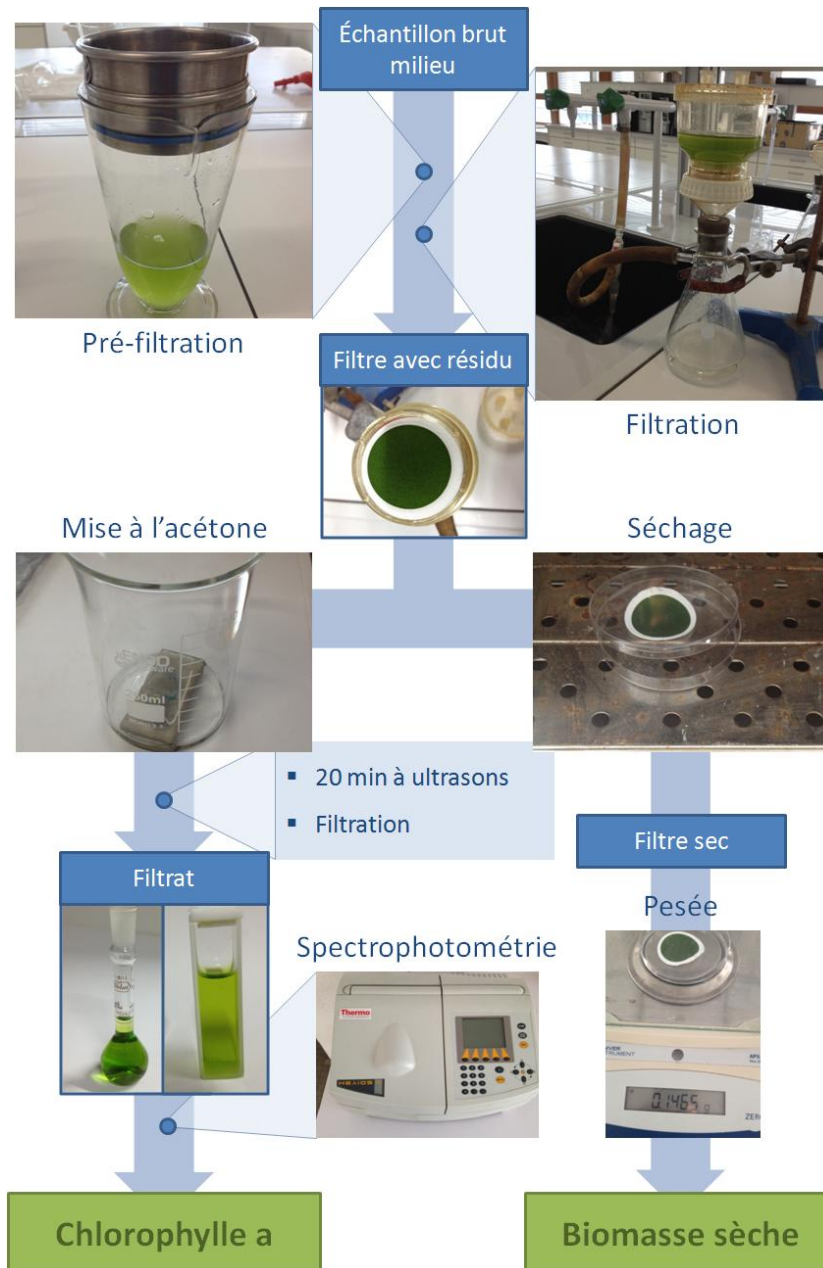 Échantillon brut
milieu
Pré-filtration
Filtration
Filtre avec résidu
Mise à l'acétone
Séchage
▪ 20 min à ultrasons
▪ Filtration
Filtre sec
Filtrat
Pesée
Spectrophotométrie
Thermo
0.1465 g
Chlorophylle a
Biomasse sèche